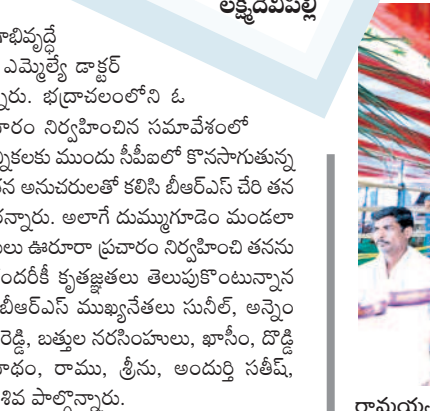 లక్ష్మీదేవిపల్లి
భివృద్ధే
ఎమ్మెల్యే డాక్టర్
న్నారు. భద్రాచలంలోని ఓ
నిర్వహించిన సమావేశంలో
న్నికలకు ముందు సీపీఐలో కొనసాగుతున్న
అనుచరులతో కలిసి బీఆర్ఎస్ చేరి తన
రన్నారు. అలాగే దుమ్ముగూడెం మండలా
ఊరూరా ప్రచారం నిర్వహించి తనను
ందరికీ కృతజ్ఞతలు తెలుపుకొంటున్నాన
బీఆర్ఎస్ ముఖ్యనేతలు సునీల్, అన్నెం
రెడ్డి, బత్తుల నరసింహులు, ఖాసీం, దొడ్డి
రాము, శ్రీను, అందుర్తి సతీష్,
శివ పాల్గొన్నారు.
రామయ్య